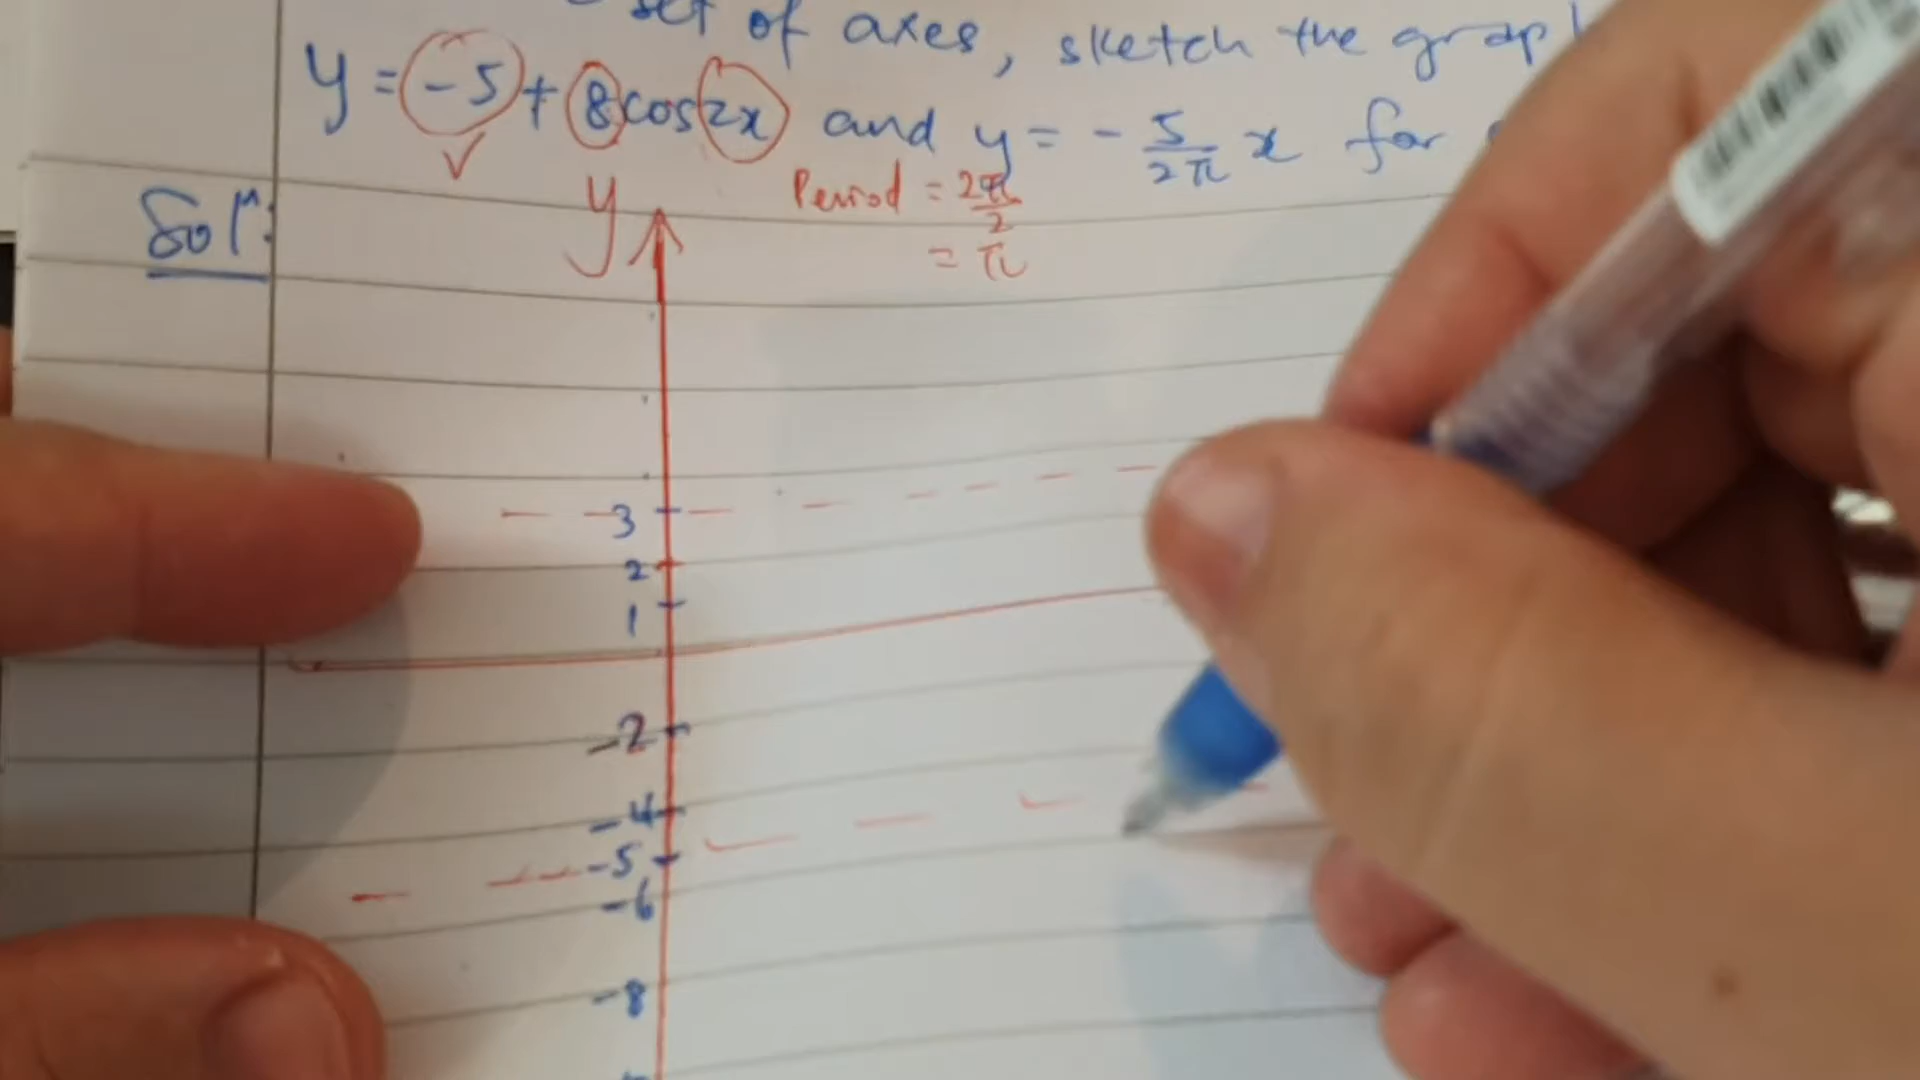 set of axes, sketch the grap
y = -5 + 8cos2x and y = - 5/2π x for
Soln:
y
Period = 2π/2
= π
3
2
1
-2
-4
-5
-6
-8